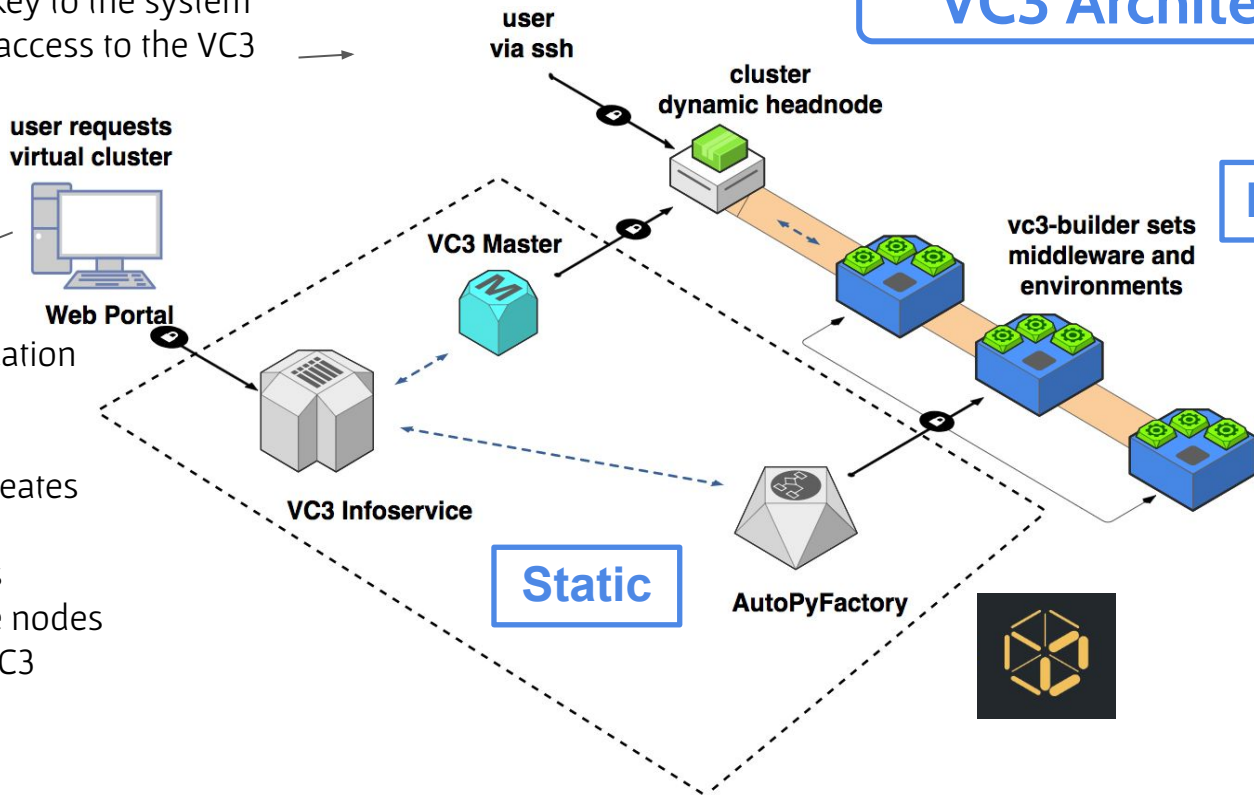 key to the system
access to the VC3
VC3 Archite
user
via ssh
cluster
dynamic headnode
user requests
virtual cluster
vc3-builder sets
middleware and
environments
VC3 Master
M
Web Portal
ation
eates
VC3 Infoservice
s
e nodes
C3
Static
AutoPyFactory